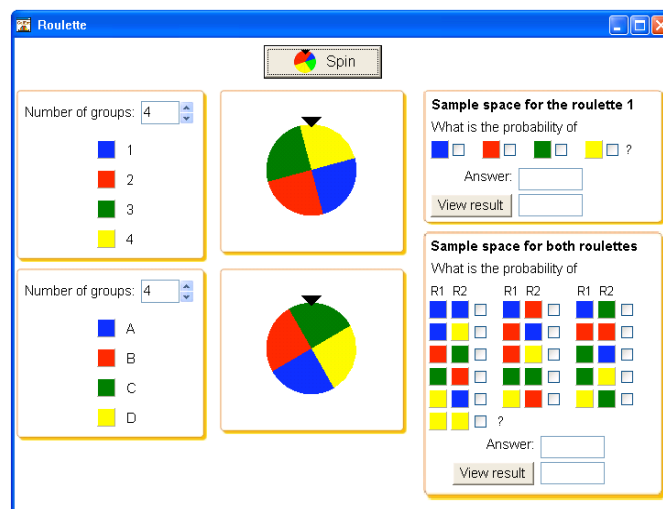 Roulette
Spin
Number of groups: 4
1
2
3
4
Sample space for the roulette 1
What is the probability of
?
Answer:
View result
Number of groups: 4
A
B
C
D
Sample space for both roulettes
What is the probability of
R1 R2 R1 R2 R1 R2
?
Answer:
View result